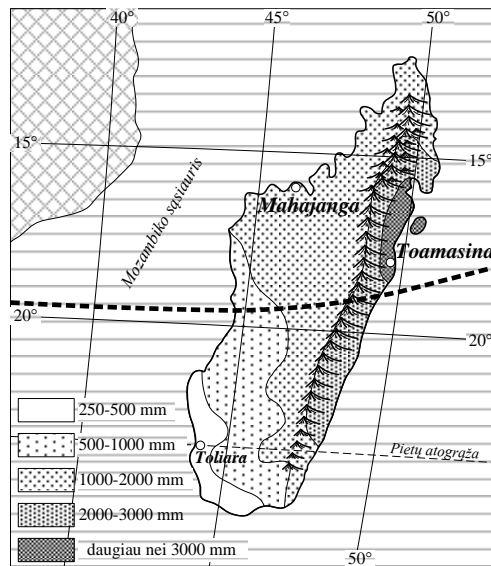 40° 45° 50°
15° 15°
Mozambiko sąsiauris
Mahajanga
Toamasina
20° 20°
250-500 mm
500-1000 mm
Toliara
Pietų atogrąža
1000-2000 mm
2000-3000 mm
daugiau nei 3000 mm
50°